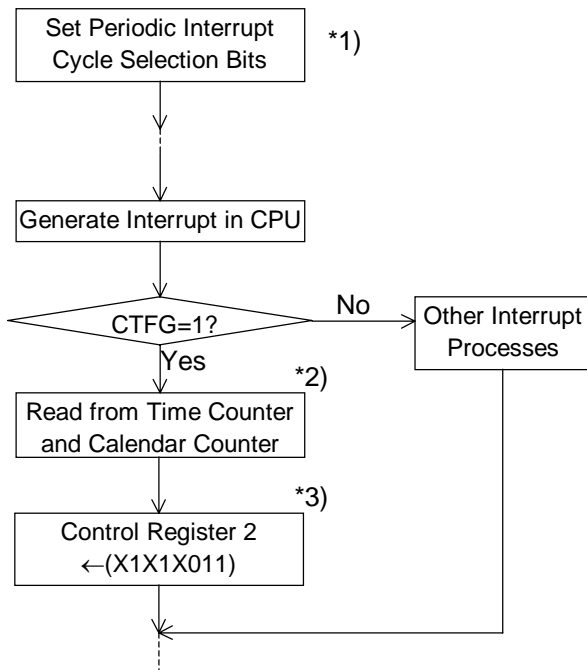 Set Periodic Interrupt
Cycle Selection Bits
*1)
Generate Interrupt in CPU
CTFG=1?
No
Other Interrupt
Processes
Yes
*2)
Read from Time Counter
and Calendar Counter
*3)
Control Register 2
←(X1X1X011)